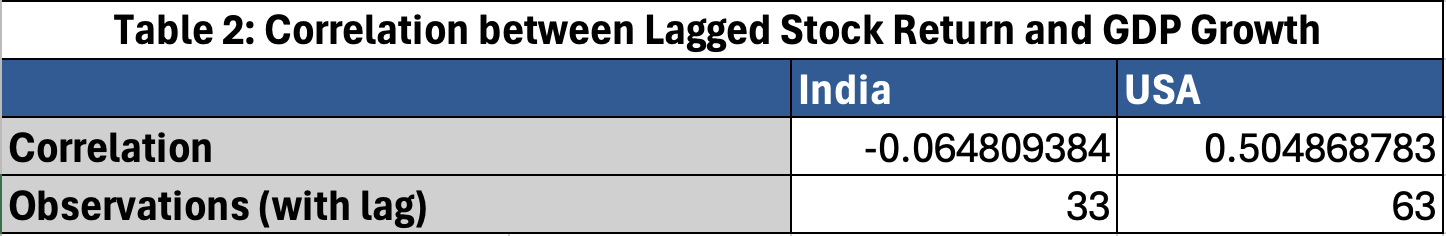 Table 2: Correlation between Lagged Stock Return and GDP Growth
India USA
Correlation -0.064809384 0.504868783
Observations (with lag) 33 63